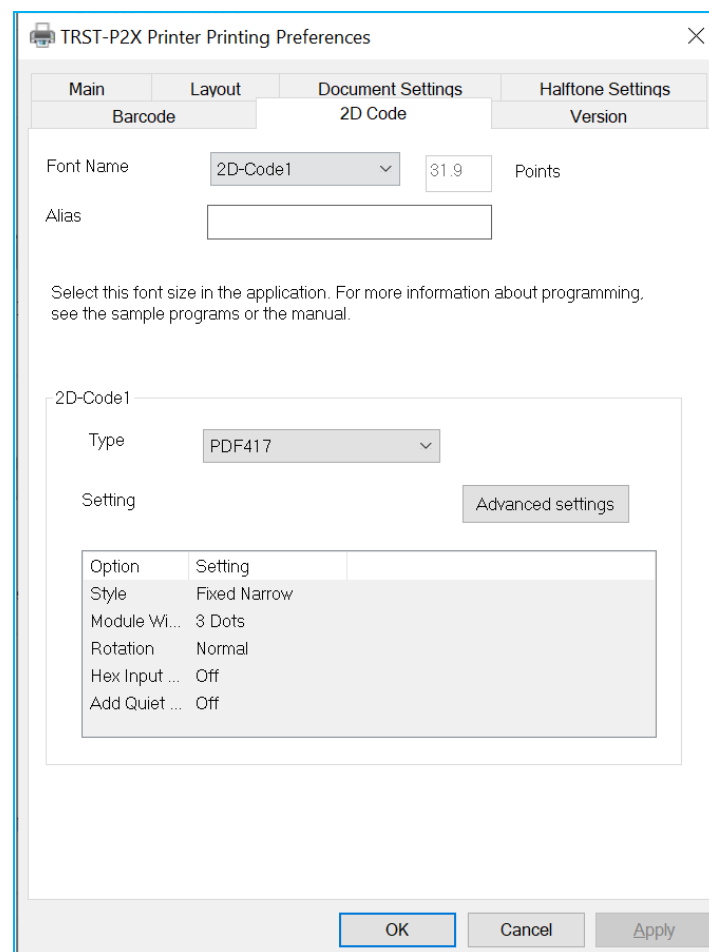 TRST-P2X Printer Printing Preferences
Main Layout Document Settings Halftone Settings
Barcode 2D Code Version
Font Name 2D-Code1 31.9 Points
Alias
Select this font size in the application. For more information about programming,
see the sample programs or the manual.
2D-Code1
Type PDF417
Setting Advanced settings
Option Setting
Style Fixed Narrow
Module Wi... 3 Dots
Rotation Normal
Hex Input ... Off
Add Quiet ... Off
OK Cancel Apply